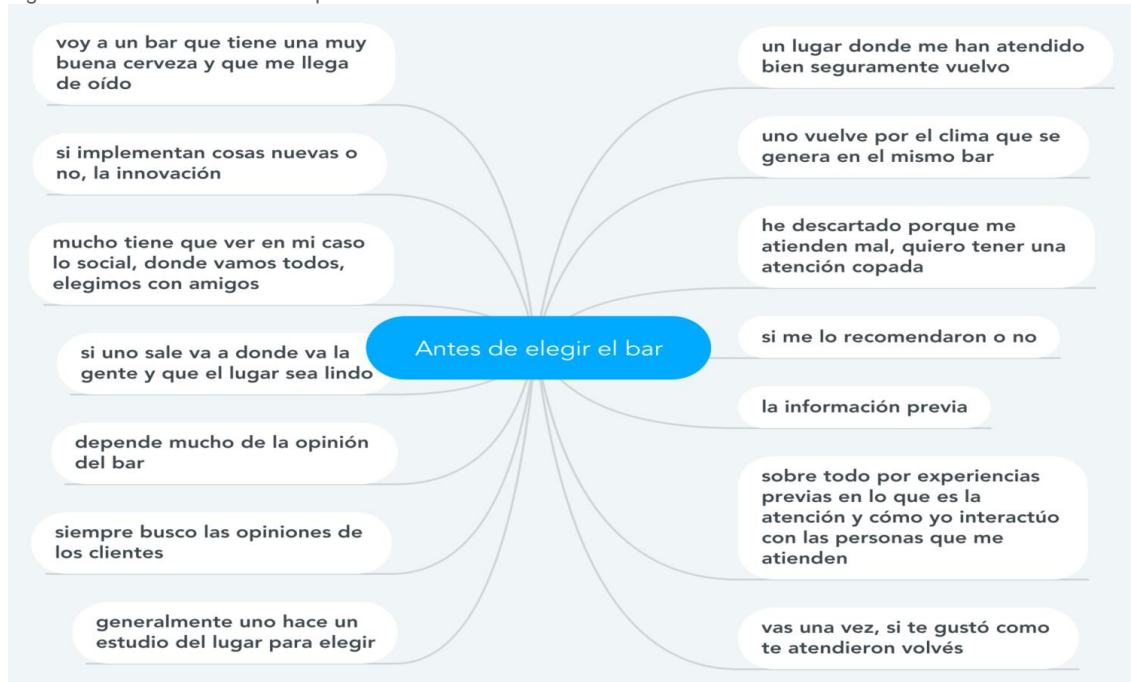 voy a un bar que tiene una muy
buena cerveza y que me llega
de oído
si implementan cosas nuevas o
no, la innovación
mucho tiene que ver en mi caso
lo social, donde vamos todos,
elegimos con amigos
si uno sale va a donde va la
gente y que el lugar sea lindo
depende mucho de la opinión
del bar
siempre busco las opiniones de
los clientes
generalmente uno hace un
estudio del lugar para elegir
Antes de elegir el bar
un lugar donde me han atendido
bien seguramente vuelvo
uno vuelve por el clima que se
genera en el mismo bar
he descartado porque me
atienden mal, quiero tener una
atención copada
si me lo recomendaron o no
la información previa
sobre todo por experiencias
previas en lo que es la
atención y cómo yo interactúo
con las personas que me
atienden
vas una vez, si te gustó como
te atendieron volvés